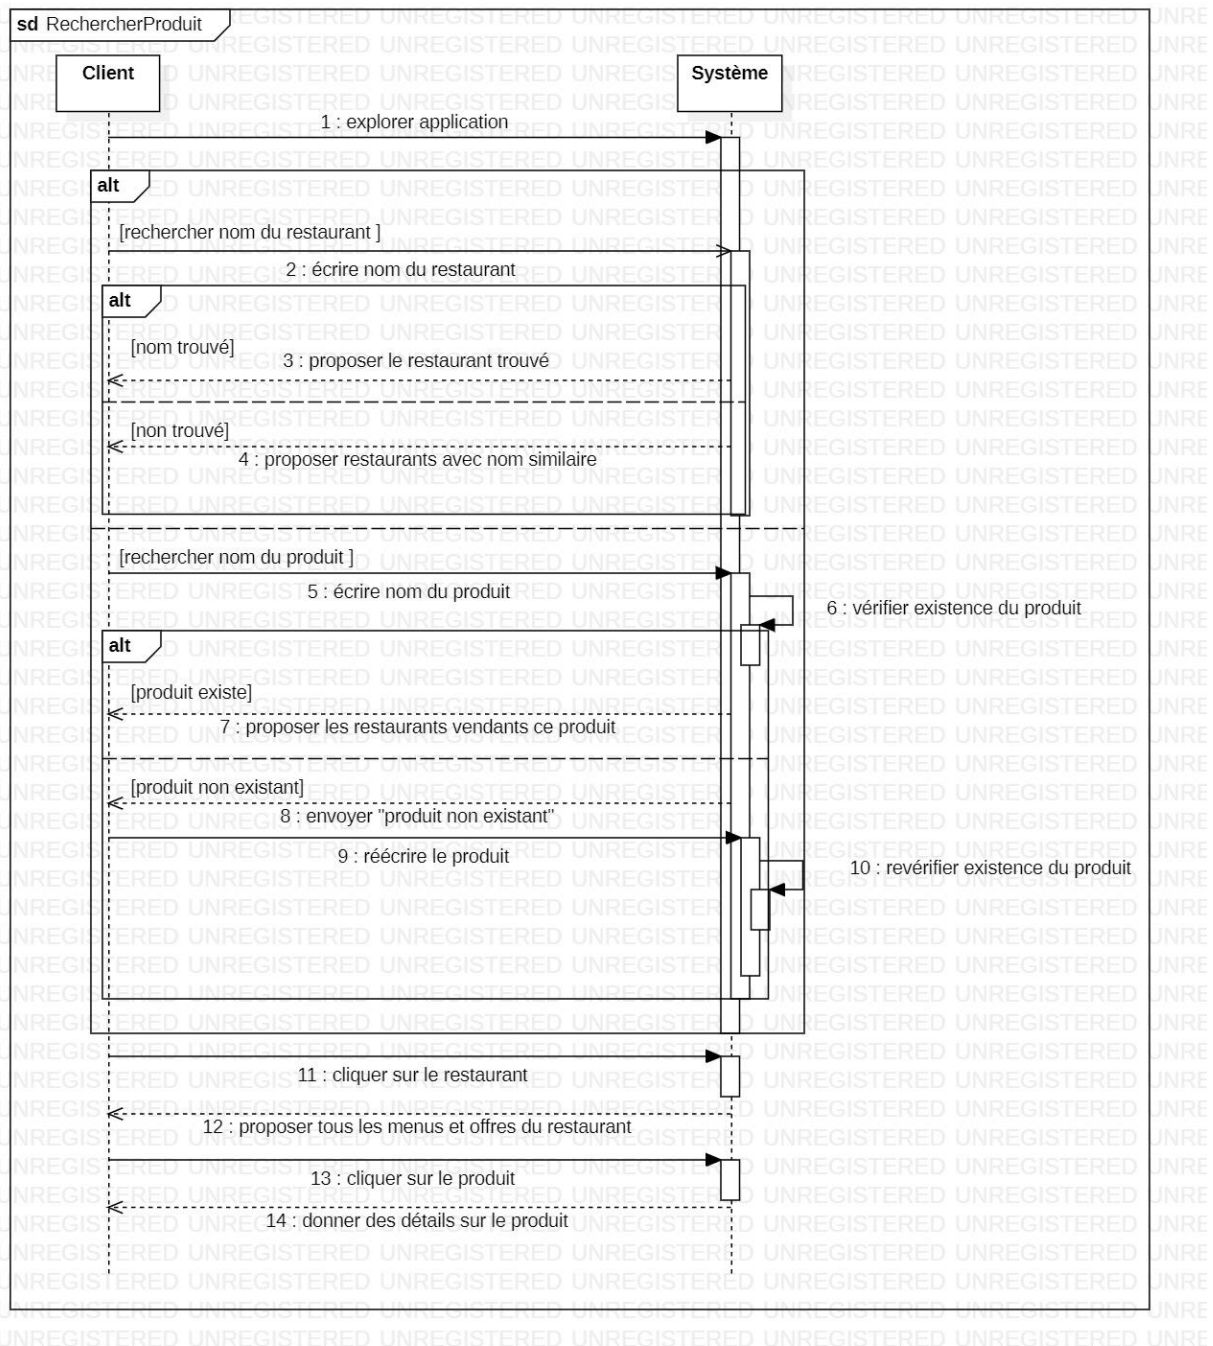 sd RechercherProduit
Client
Système
1 : explorer application
alt
[rechercher nom du restaurant ]
2 : écrire nom du restaurant
alt
[nom trouvé]
3 : proposer le restaurant trouvé
[non trouvé]
4 : proposer restaurants avec nom similaire
[rechercher nom du produit ]
5 : écrire nom du produit
6 : vérifier existence du produit
alt
[produit existe]
7 : proposer les restaurants vendants ce produit
[produit non existant]
8 : envoyer "produit non existant"
9 : réécrire le produit
10 : revérifier existence du produit
11 : cliquer sur le restaurant
12 : proposer tous les menus et offres du restaurant
13 : cliquer sur le produit
14 : donner des détails sur le produit
UNREGISTERED